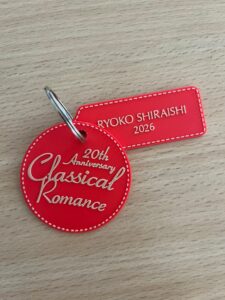 RYOKO SHIRAISHI
2026
20th
Anniversary
Classical
Romance